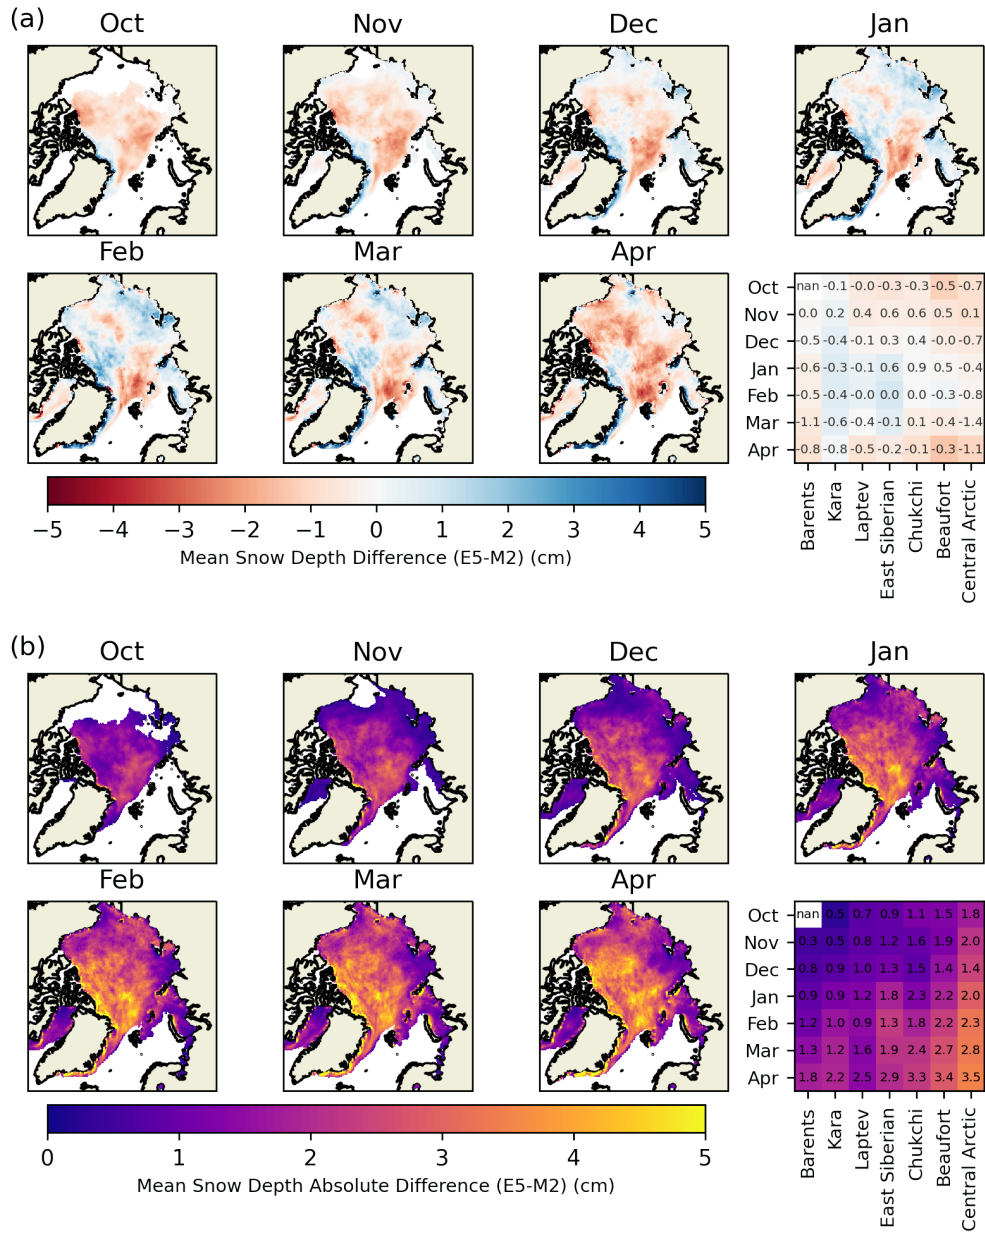 (a)
Oct Nov Dec Jan
Feb Mar Apr
Oct nan -0.1 -0.0 -0.3 -0.3 -0.5 -0.7
Nov 0.0 0.2 0.4 0.6 0.6 0.5 0.1
Dec -0.5 -0.4 -0.1 0.3 0.4 -0.0 -0.7
Jan -0.6 -0.3 -0.1 0.6 0.9 0.5 -0.4
Feb -0.5 -0.4 -0.0 0.0 0.0 -0.3 -0.8
Mar -1.1 -0.6 -0.4 -0.1 0.1 -0.4 -1.4
Apr -0.8 -0.8 -0.5 -0.2 -0.1 -0.3 -1.1
Barents Kara Laptev East Siberian Chukchi Beaufort Central Arctic
−5 −4 −3 −2 −1 0 1 2 3 4 5
Mean Snow Depth Difference (E5-M2) (cm)
(b)
Oct Nov Dec Jan
Feb Mar Apr
Oct nan 0.5 0.7 0.9 1.1 1.5 1.8
Nov 0.3 0.5 0.8 1.2 1.6 1.9 2.0
Dec 0.8 0.9 1.0 1.3 1.5 1.4 1.4
Jan 0.9 0.9 1.2 1.8 2.3 2.2 2.0
Feb 1.2 1.0 0.9 1.3 1.8 2.2 2.3
Mar 1.3 1.2 1.6 1.9 2.4 2.7 2.8
Apr 1.8 2.2 2.5 2.9 3.3 3.4 3.5
Barents Kara Laptev East Siberian Chukchi Beaufort Central Arctic
0 1 2 3 4 5
Mean Snow Depth Absolute Difference (E5-M2) (cm)